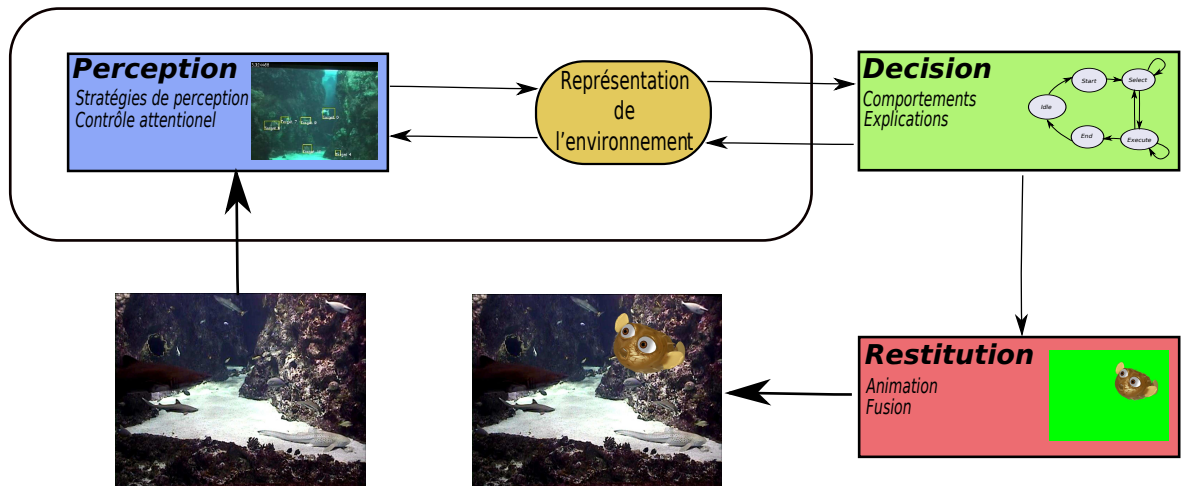 Perception
Stratégies de perception
Contrôle attentionel
Représentation
de
l'environnement
Decision
Comportements
Explications
Start
Select
Idle
End
Execute
Restitution
Animation
Fusion